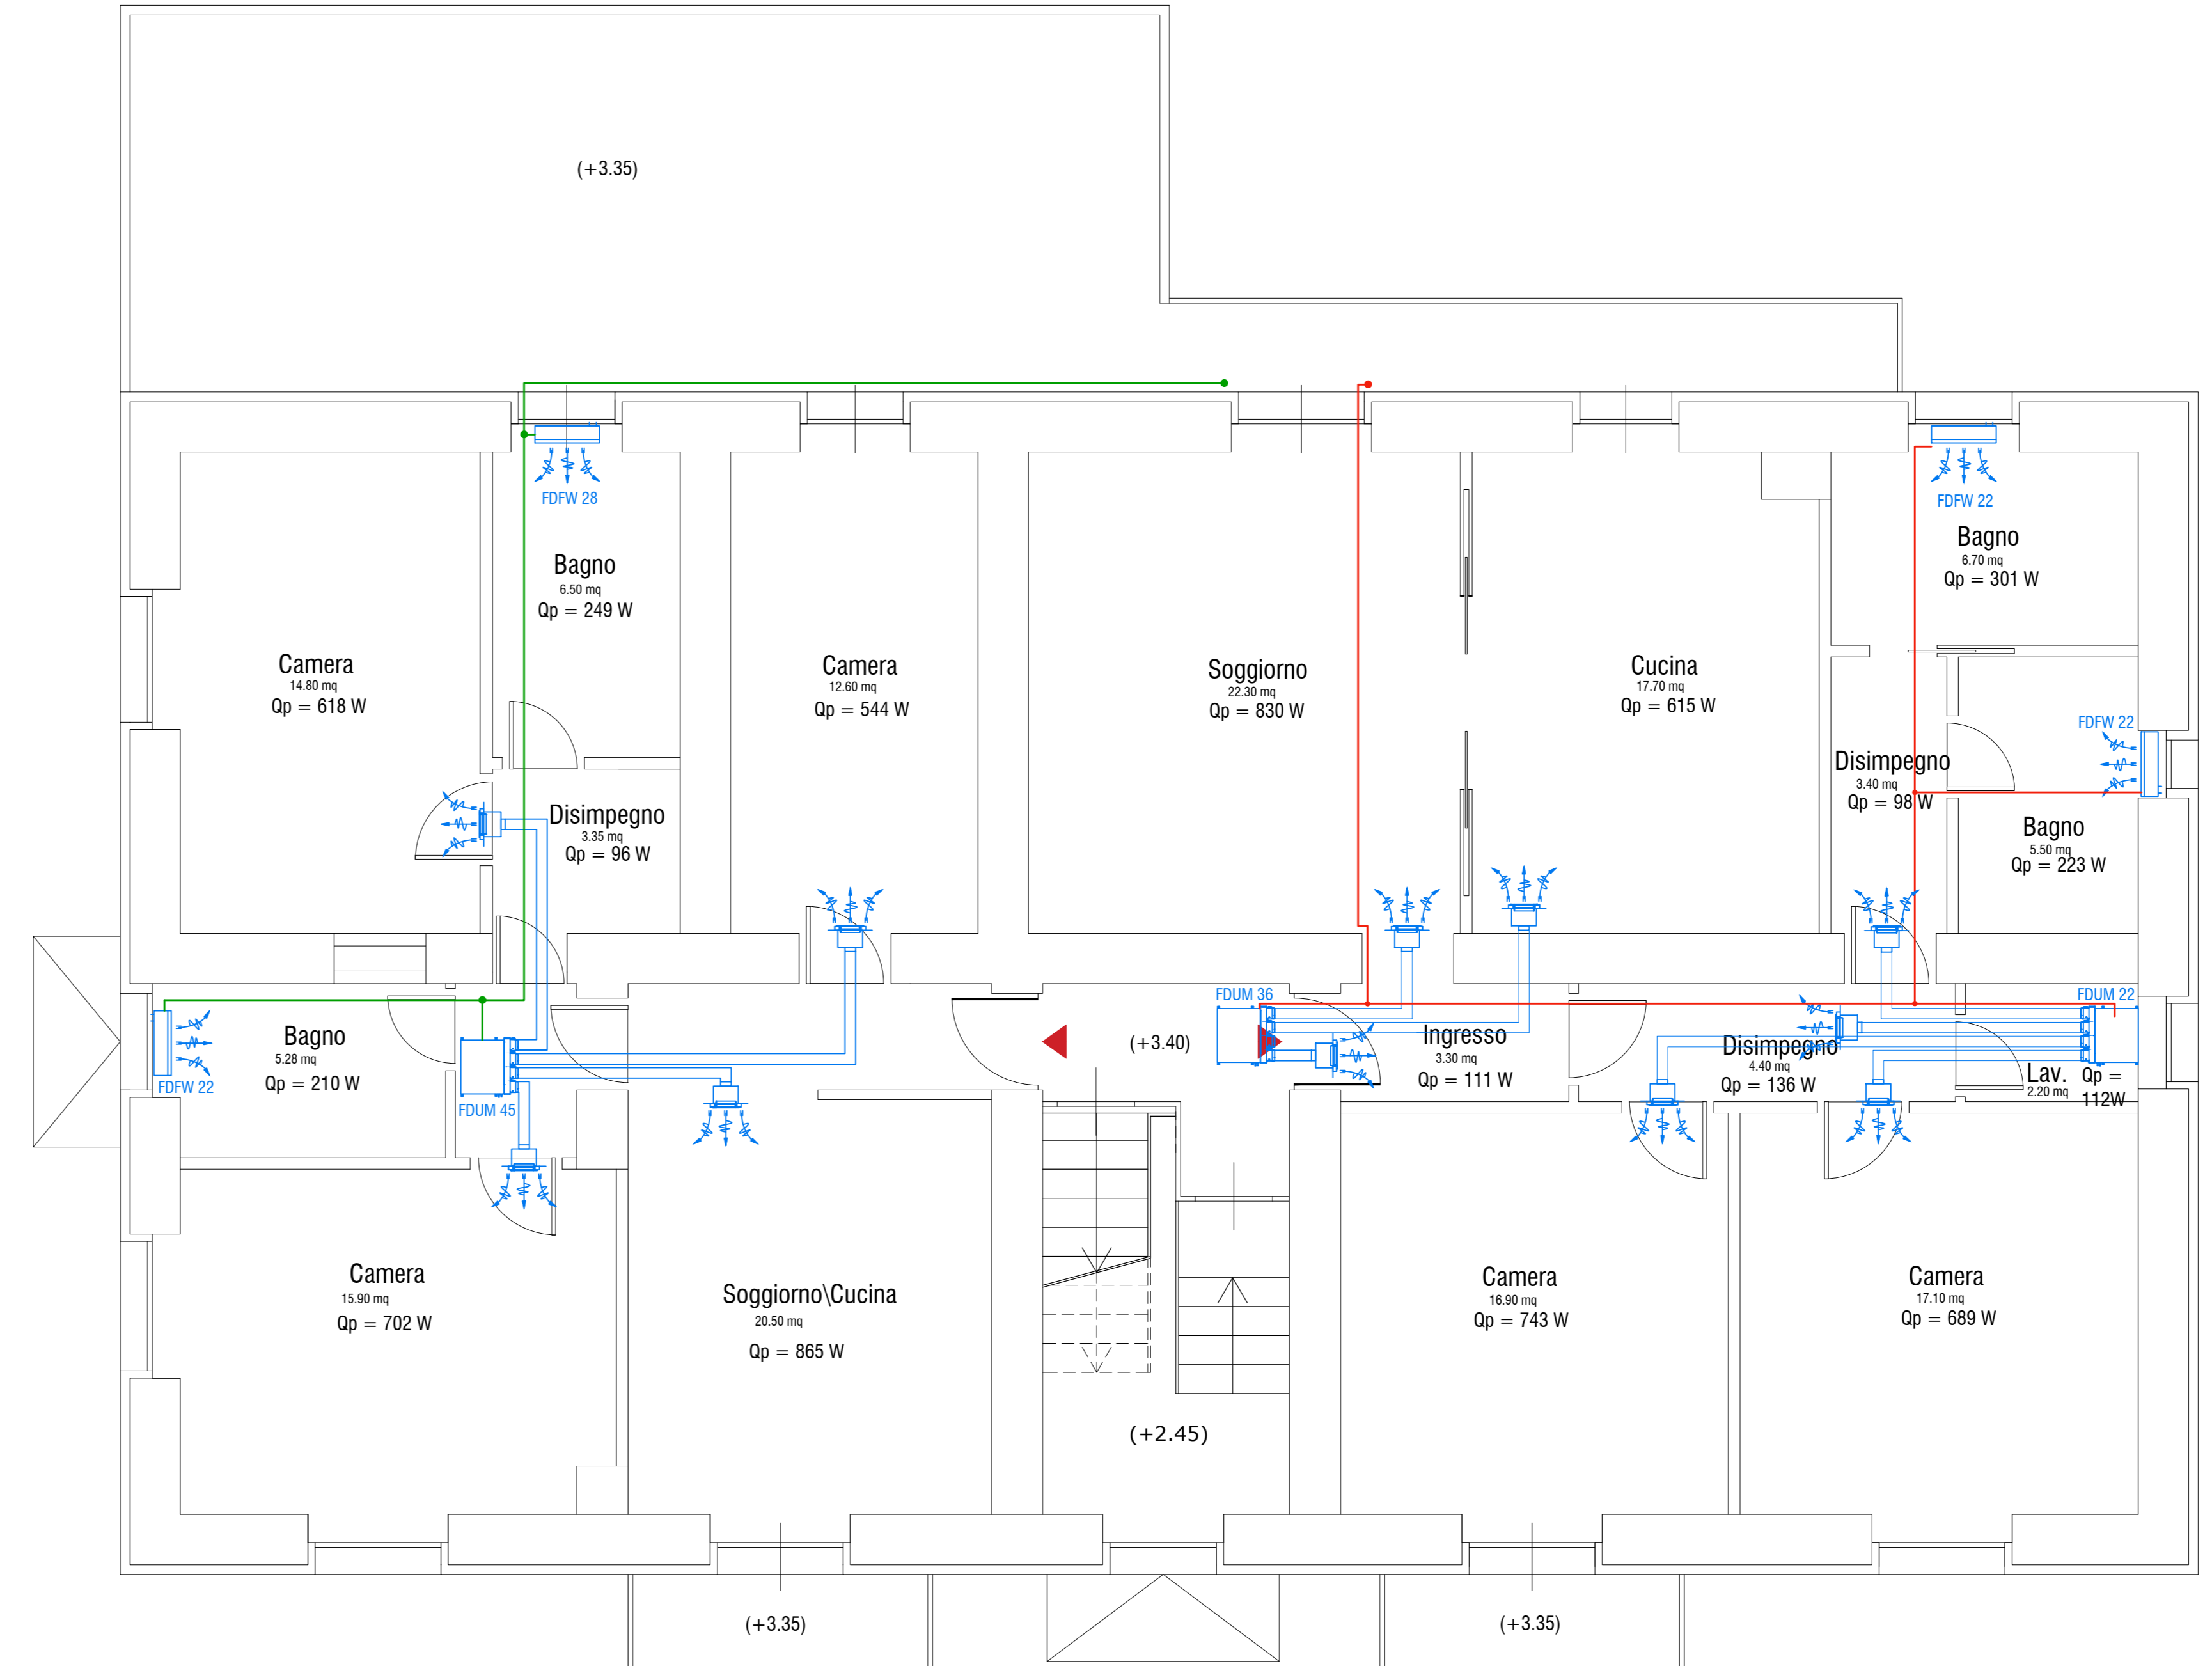 (+3.35)
FDFW 28
FDFW 22
Bagno
6.50 mq
Qp = 249 W
Bagno
6.70 mq
Qp = 301 W
Camera
14.80 mq
Qp = 618 W
Camera
12.60 mq
Qp = 544 W
Soggiorno
22.30 mq
Qp = 830 W
Cucina
17.70 mq
Qp = 615 W
FDFW 22
Disimpegno
3.35 mq
Qp = 96 W
Disimpegno
3.40 mq
Qp = 98 W
Bagno
5.50 mq
Qp = 223 W
FDUM 36
FDUM 22
Bagno
5.28 mq
Qp = 210 W
FDFW 22
FDUM 45
(+3.40)
Ingresso
3.30 mq
Qp = 111 W
Disimpegno
4.40 mq
Qp = 136 W
Lav.
2.20 mq
Qp =
112W
Camera
15.90 mq
Qp = 702 W
Soggiorno\Cucina
20.50 mq
Qp = 865 W
Camera
16.90 mq
Qp = 743 W
Camera
17.10 mq
Qp = 689 W
(+2.45)
(+3.35)
(+3.35)